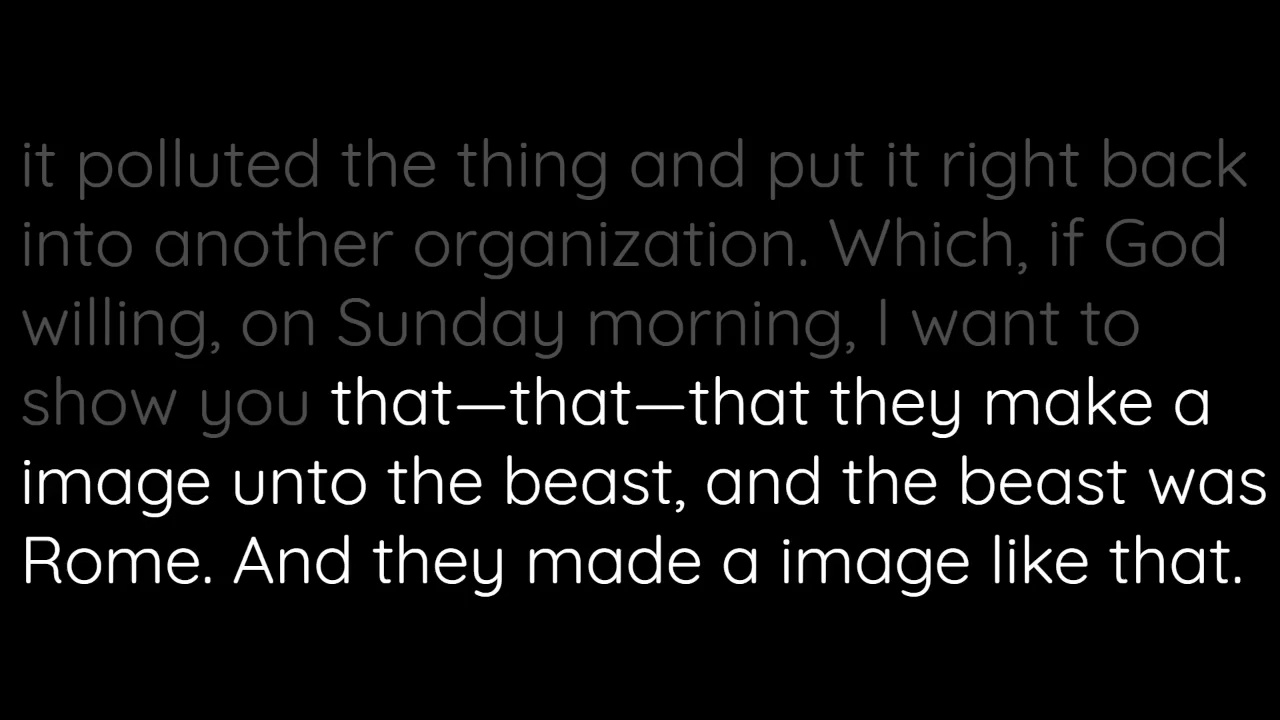 it polluted the thing and put it right back
into another organization. Which, if God
willing, on Sunday morning, I want to
show you that—that—that they make a
image unto the beast, and the beast was
Rome. And they made a image like that.